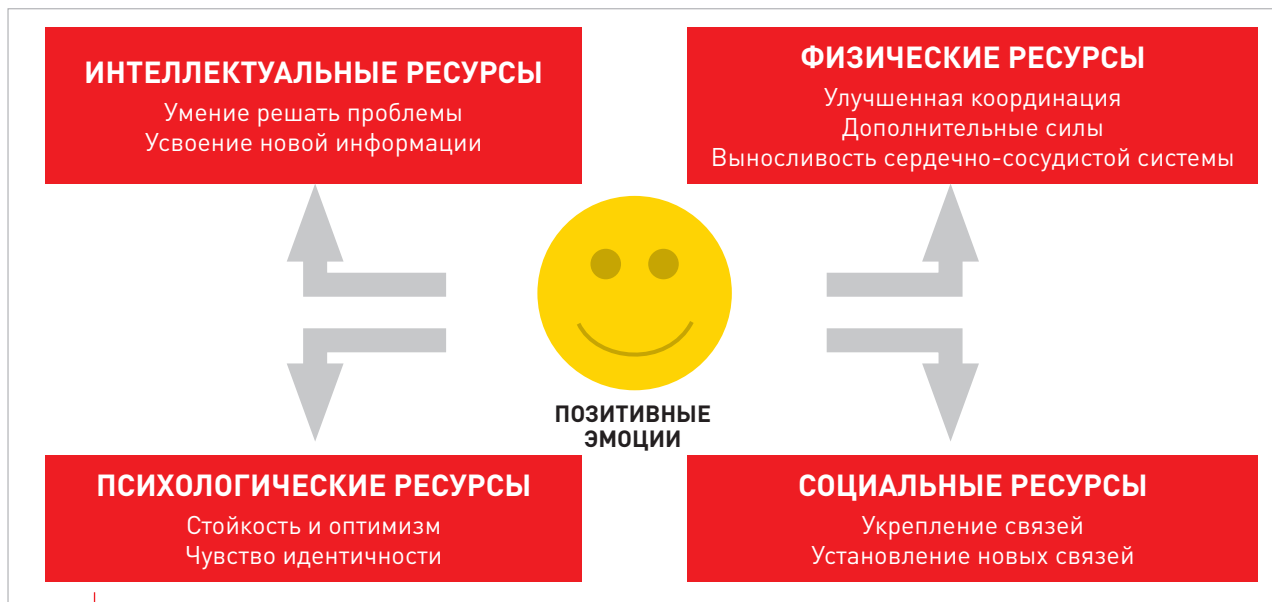 ИНТЕЛЛЕКТУАЛЬНЫЕ РЕСУРСЫ
Умение решать проблемы
Усвоение новой информации
ФИЗИЧЕСКИЕ РЕСУРСЫ
Улучшенная координация
Дополнительные силы
Выносливость сердечно-сосудистой системы
ПОЗИТИВНЫЕ
ЭМОЦИИ
ПСИХОЛОГИЧЕСКИЕ РЕСУРСЫ
Стойкость и оптимизм
Чувство идентичности
СОЦИАЛЬНЫЕ РЕСУРСЫ
Укрепление связей
Установление новых связей